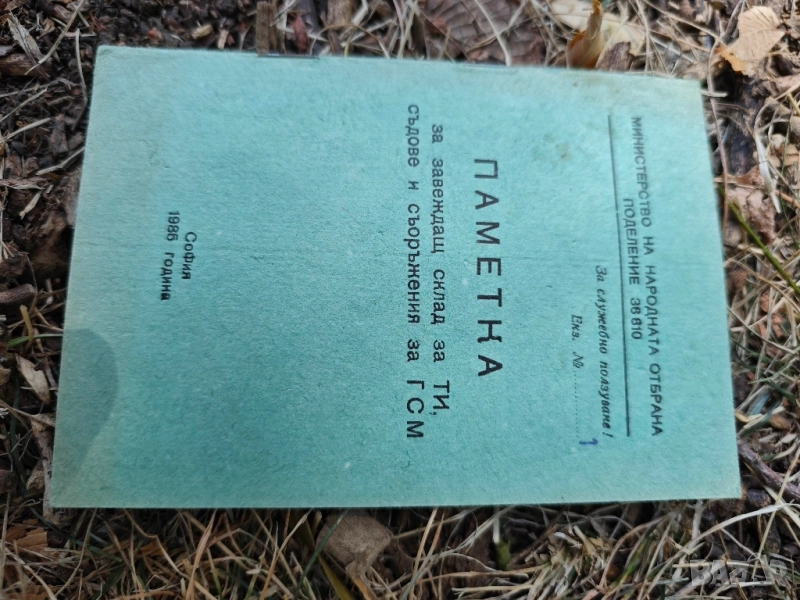 МИНИСТЕРСТВО НА НАРОДНАТА ОТБРАНА
ПОДЕЛЕНИЕ 36 610
За служебно ползуване!
Екз. № ............ 1
ПАМЕТКА
за завеждащ склад за ТИ,
съдове и съоръжения за ГСМ
София
1986 година